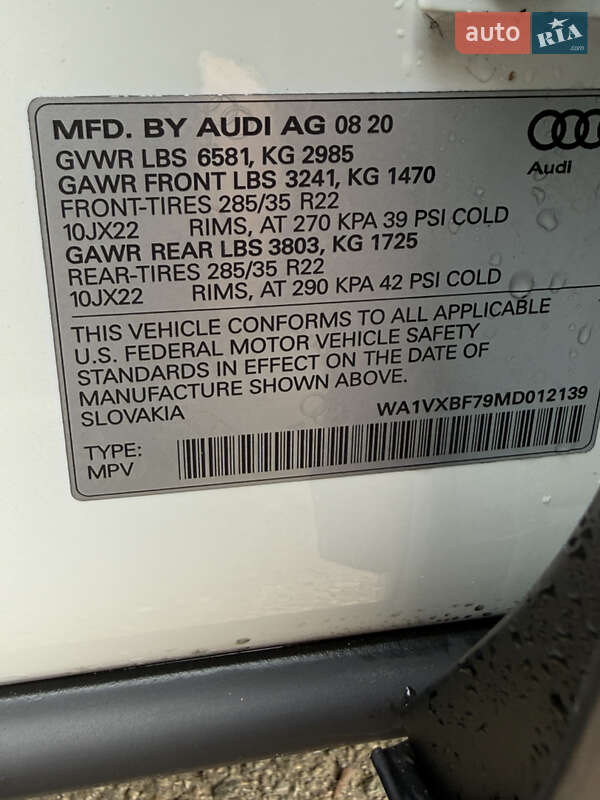 auto RIA.com
MFD. BY AUDI AG 08 20
GVWR LBS 6581, KG 2985
GAWR FRONT LBS 3241, KG 1470
FRONT-TIRES 285/35 R22
10JX22 RIMS, AT 270 KPA 39 PSI COLD
GAWR REAR LBS 3803, KG 1725
REAR-TIRES 285/35 R22
10JX22 RIMS, AT 290 KPA 42 PSI COLD
Audi
THIS VEHICLE CONFORMS TO ALL APPLICABLE
U.S. FEDERAL MOTOR VEHICLE SAFETY
STANDARDS IN EFFECT ON THE DATE OF
MANUFACTURE SHOWN ABOVE.
SLOVAKIA
WA1VXBF79MD012139
TYPE:
MPV